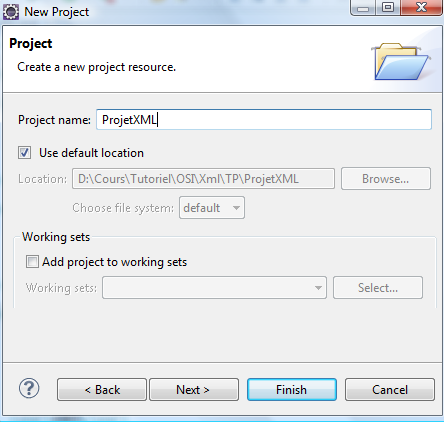 New Project
Project
Create a new project resource.
Project name: ProjetXML
Use default location
Location: D:\Cours\Tutoriel\OSI\Xml\TP\ProjetXML Browse...
Choose file system: default
Working sets
Add project to working sets
Working sets: Select...
? < Back Next > Finish Cancel